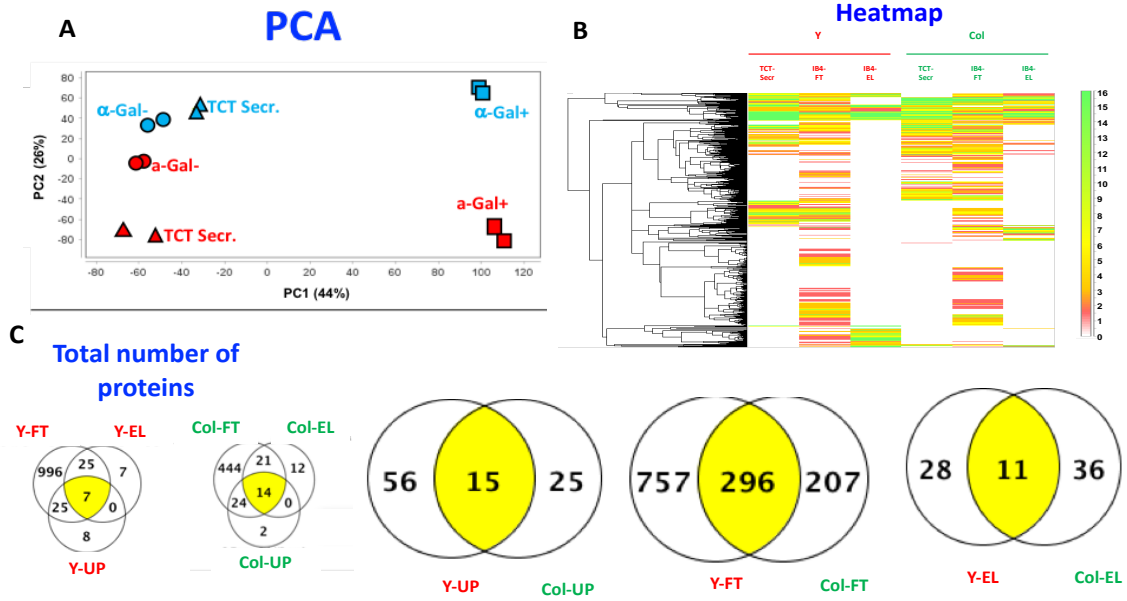 A
PCA
80
60
40
20
0
-20
-40
-60
-80
PC2 (26%)
α-Gal-
TCT Secr.
α-Gal+
a-Gal-
a-Gal+
TCT Secr.
-80 -60 -40 -20 0 20 40 60 80 100 120
PC1 (44%)
B
Heatmap
Y Col
TCT- IB4- IB4- TCT- IB4- IB4-
Secr FT EL Secr FT EL
16
15
14
13
12
11
10
9
8
7
6
5
4
3
2
1
0
C
Total number of
proteins
Y-FT Y-EL
996 25 7
7
25 0
8
Y-UP
Col-FT Col-EL
444 21 12
14
24 0
2
Col-UP
56 15 25
Y-UP Col-UP
757 296 207
Y-FT Col-FT
28 11 36
Y-EL Col-EL